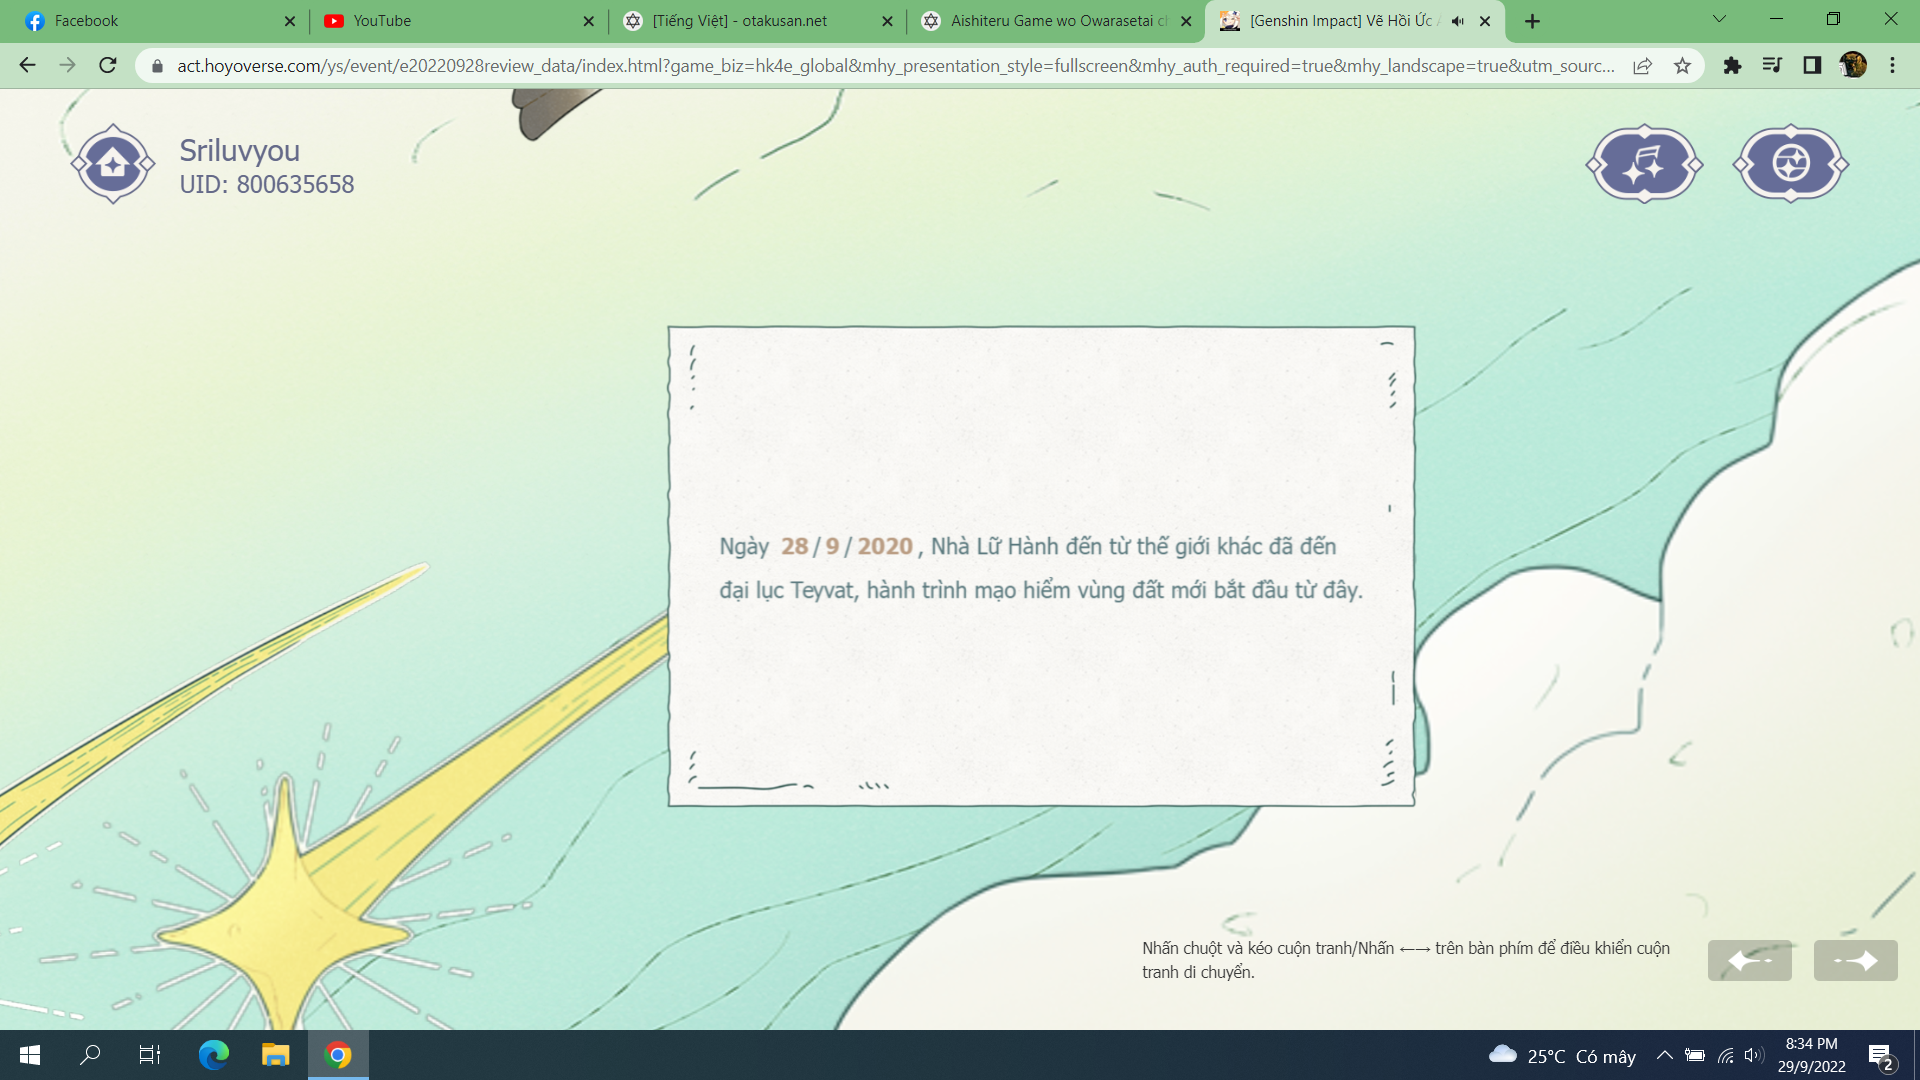 Facebook
YouTube
[Tiếng Việt] - otakusan.net
Aishiteru Game wo Owarasetai ch
[Genshin Impact] Vẽ Hồi Ức
act.hoyoverse.com/ys/event/e20220928review_data/index.html?game_biz=hk4e_global&mhy_presentation_style=fullscreen&mhy_auth_required=true&mhy_landscape=true&utm_sourc...
Sriluvyou
UID: 800635658
Ngày 28 / 9 / 2020 , Nhà Lữ Hành đến từ thế giới khác đã đến
đại lục Teyvat, hành trình mạo hiểm vùng đất mới bắt đầu từ đây.
Nhấn chuột và kéo cuộn tranh/Nhấn ←→ trên bàn phím để điều khiển cuộn
tranh di chuyển.
25°C Có mây
8:34 PM
29/9/2022
2